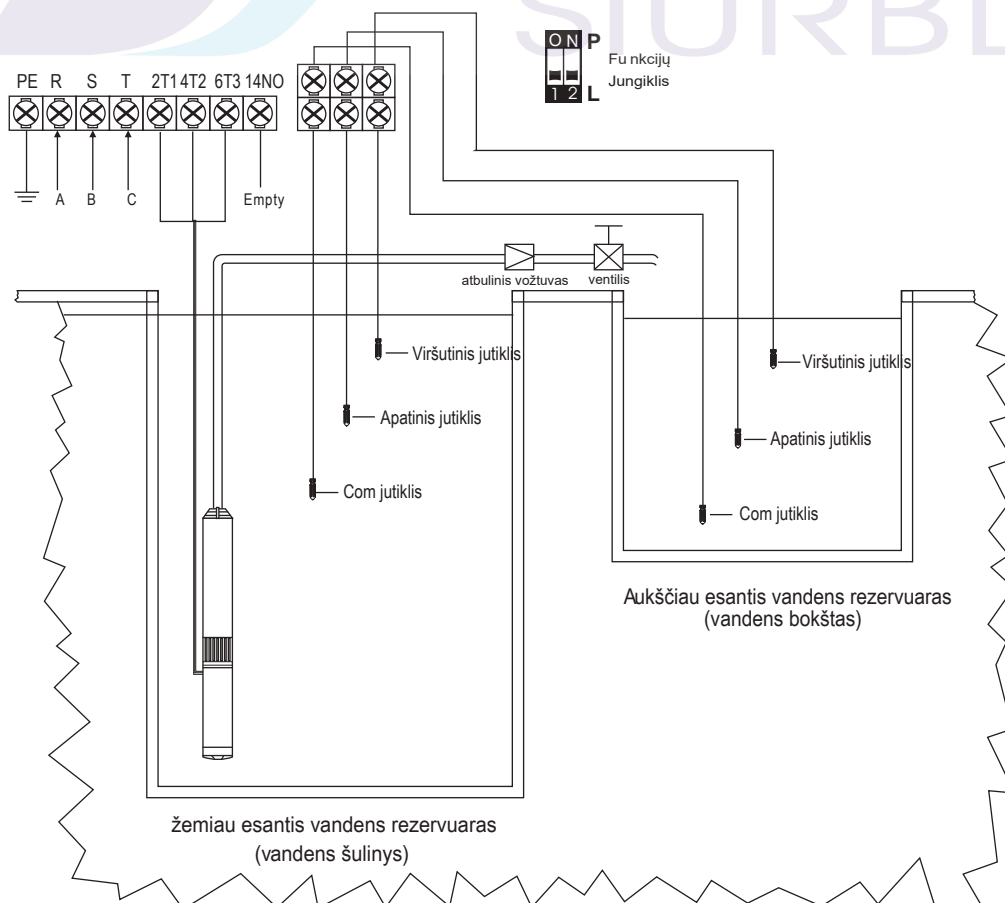 SIURBL
ON P
Fu nkcijų
Jungiklis
1 2 L
PE R S T 2T1 4T2 6T3 14NO
A B C Empty
atbulinis vožtuvas ventilis
Viršutinis jutiklis
Apatinis jutiklis
Com jutiklis
Viršutinis jutiklis
Apatinis jutiklis
Com jutiklis
Aukščiau esantis vandens rezervuaras
(vandens bokštas)
žemiau esantis vandens rezervuaras
(vandens šulinys)